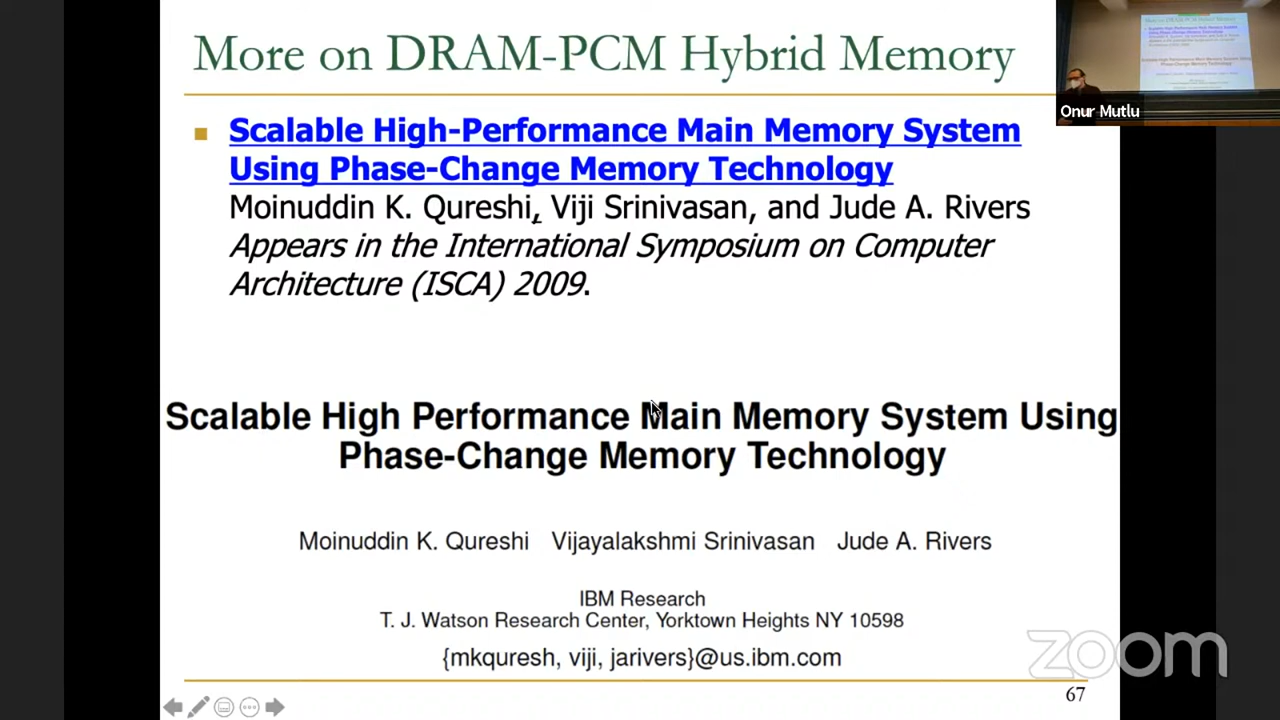 More on DRAM-PCM Hybrid Memory
Onur Mutlu
Scalable High-Performance Main Memory System
Using Phase-Change Memory Technology
Moinuddin K. Qureshi, Viji Srinivasan, and Jude A. Rivers
Appears in the International Symposium on Computer
Architecture (ISCA) 2009.
Scalable High Performance Main Memory System Using
Phase-Change Memory Technology
Moinuddin K. Qureshi Vijayalakshmi Srinivasan Jude A. Rivers
IBM Research
T. J. Watson Research Center, Yorktown Heights NY 10598
{mkquresh, viji, jarivers}@us.ibm.com
zoom
67